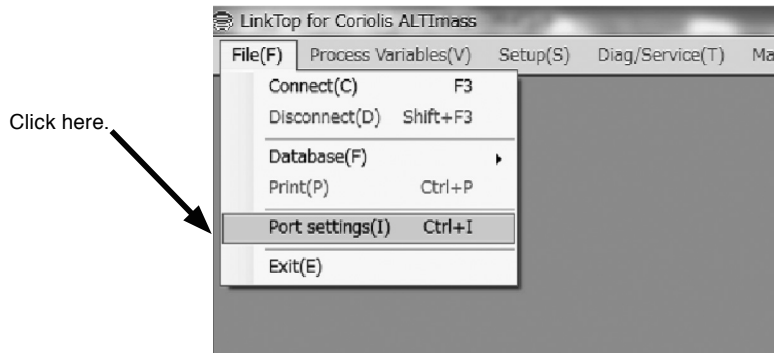 LinkTop for Coriolis ALTImass
File(F) Process Variables(V) Setup(S) Diag/Service(T) Ma
Connect(C) F3
Disconnect(D) Shift+F3
Click here.
Database(F)
Print(P) Ctrl+P
Port settings(I) Ctrl+I
Exit(E)